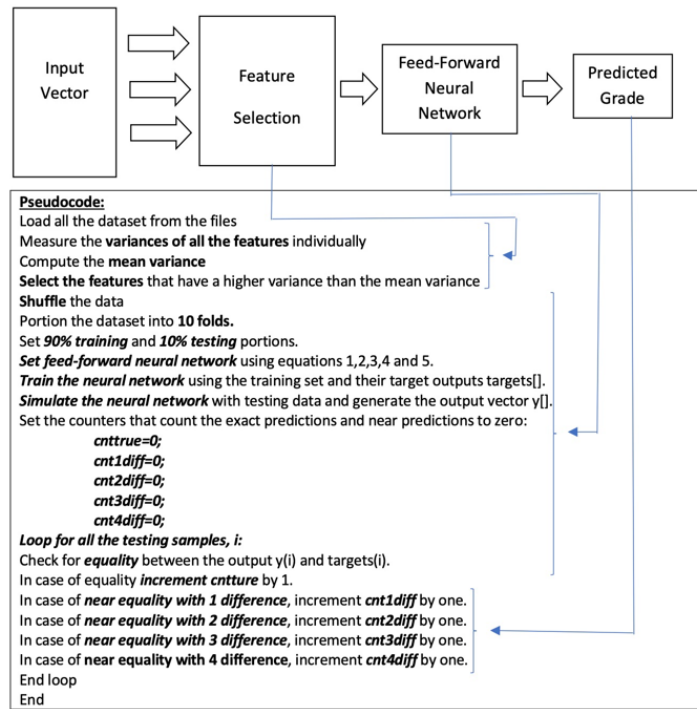 Input
Vector
Feature
Selection
Feed-Forward
Neural
Network
Predicted
Grade
Pseudocode:
Load all the dataset from the files
Measure the variances of all the features individually
Compute the mean variance
Select the features that have a higher variance than the mean variance
Shuffle the data
Portion the dataset into 10 folds.
Set 90% training and 10% testing portions.
Set feed-forward neural network using equations 1,2,3,4 and 5.
Train the neural network using the training set and their target outputs targets[].
Simulate the neural network with testing data and generate the output vector y[].
Set the counters that count the exact predictions and near predictions to zero:
cnttrue=0;
cnt1diff=0;
cnt2diff=0;
cnt3diff=0;
cnt4diff=0;
Loop for all the testing samples, i:
Check for equality between the output y(i) and targets(i).
In case of equality increment cntture by 1.
In case of near equality with 1 difference, increment cnt1diff by one.
In case of near equality with 2 difference, increment cnt2diff by one.
In case of near equality with 3 difference, increment cnt3diff by one.
In case of near equality with 4 difference, increment cnt4diff by one.
End loop
End